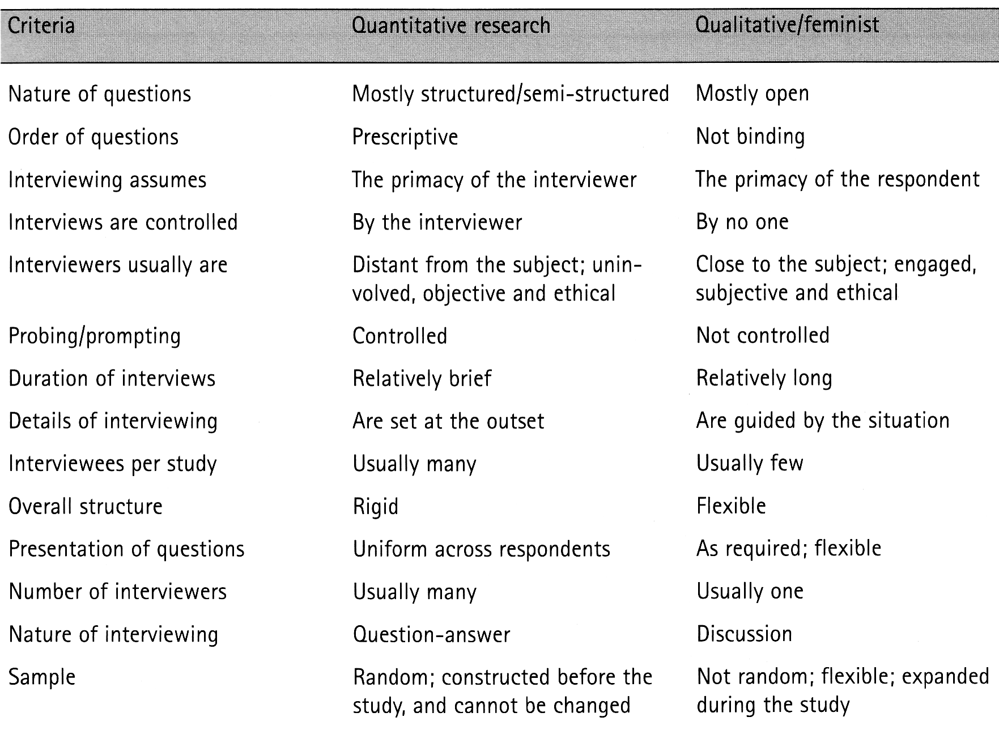 Criteria Quantitative research Qualitative/feminist
Nature of questions Mostly structured/semi-structured Mostly open
Order of questions Prescriptive Not binding
Interviewing assumes The primacy of the interviewer The primacy of the respondent
Interviews are controlled By the interviewer By no one
Interviewers usually are Distant from the subject; unin- Close to the subject; engaged,
volved, objective and ethical subjective and ethical
Probing/prompting Controlled Not controlled
Duration of interviews Relatively brief Relatively long
Details of interviewing Are set at the outset Are guided by the situation
Interviewees per study Usually many Usually few
Overall structure Rigid Flexible
Presentation of questions Uniform across respondents As required; flexible
Number of interviewers Usually many Usually one
Nature of interviewing Question-answer Discussion
Sample Random; constructed before the Not random; flexible; expanded
study, and cannot be changed during the study